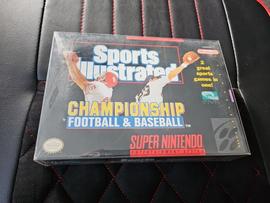 Sports
Illustrated
2
great
sports
games in
one!
CHAMPIONSHIP
FOOTBALL & BASEBALL
SUPER NINTENDO
ENTERTAINMENT SYSTEM